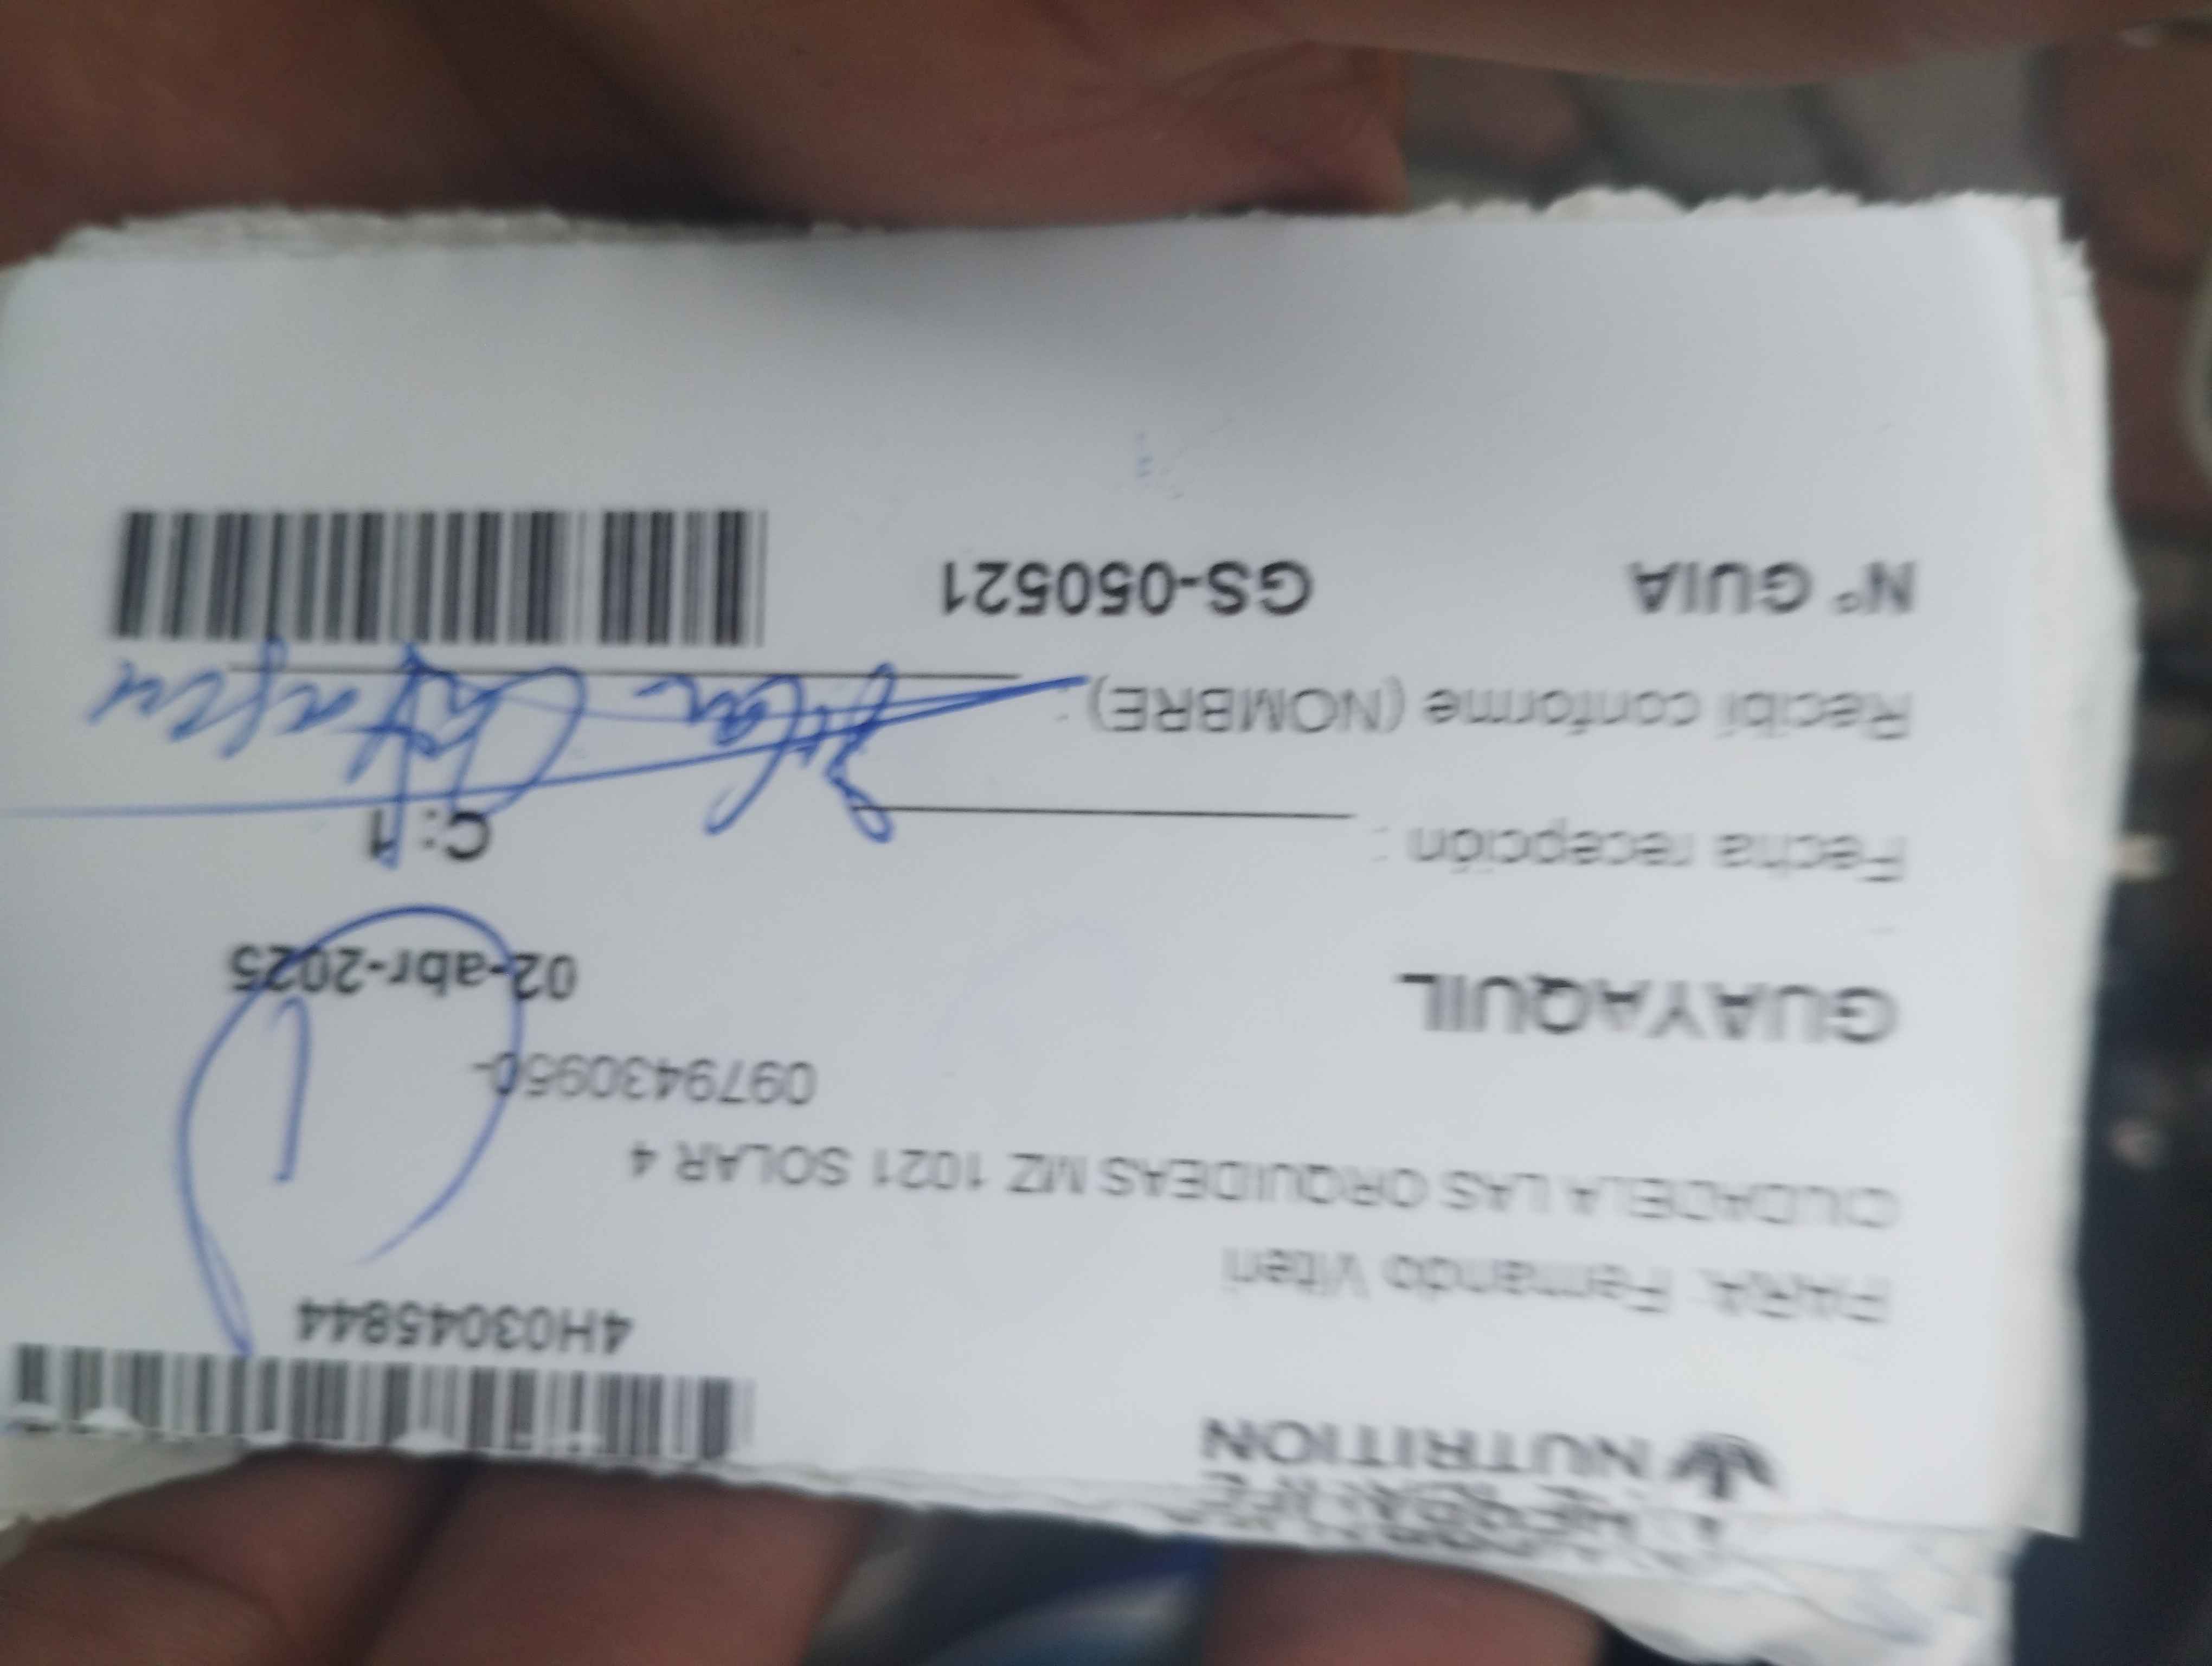 HERBALIFE
NUTRITION
4H03045844
PARA: Fernando Viteri
CIUDADELA LAS ORQUIDEAS MZ 1021 SOLAR 4
0979430950-
GUAYAQUIL 02-abr-2025
Fecha recepción : C: 1
Recibí conforme (NOMBRE) :
Nº GUIA GS-050521